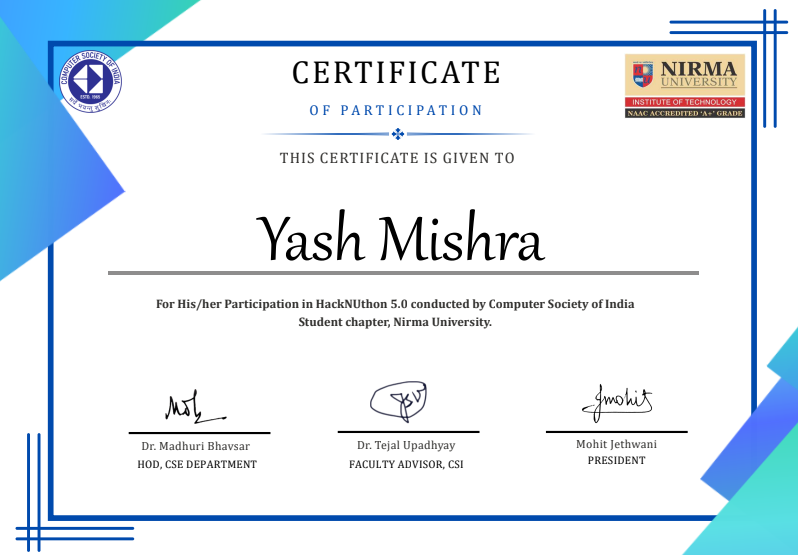 COMPUTER SOCIETY OF INDIA
ESTD. 1965
CERTIFICATE
OF PARTICIPATION
THIS CERTIFICATE IS GIVEN TO
NIRMA
UNIVERSITY
INSTITUTE OF TECHNOLOGY
NAAC ACCREDITED 'A+' GRADE
Yash Mishra
For His/her Participation in HackNUthon 5.0 conducted by Computer Society of India
Student chapter, Nirma University.
Jmohit
Dr. Madhuri Bhavsar
HOD, CSE DEPARTMENT
Dr. Tejal Upadhyay
FACULTY ADVISOR, CSI
Mohit Jethwani
PRESIDENT